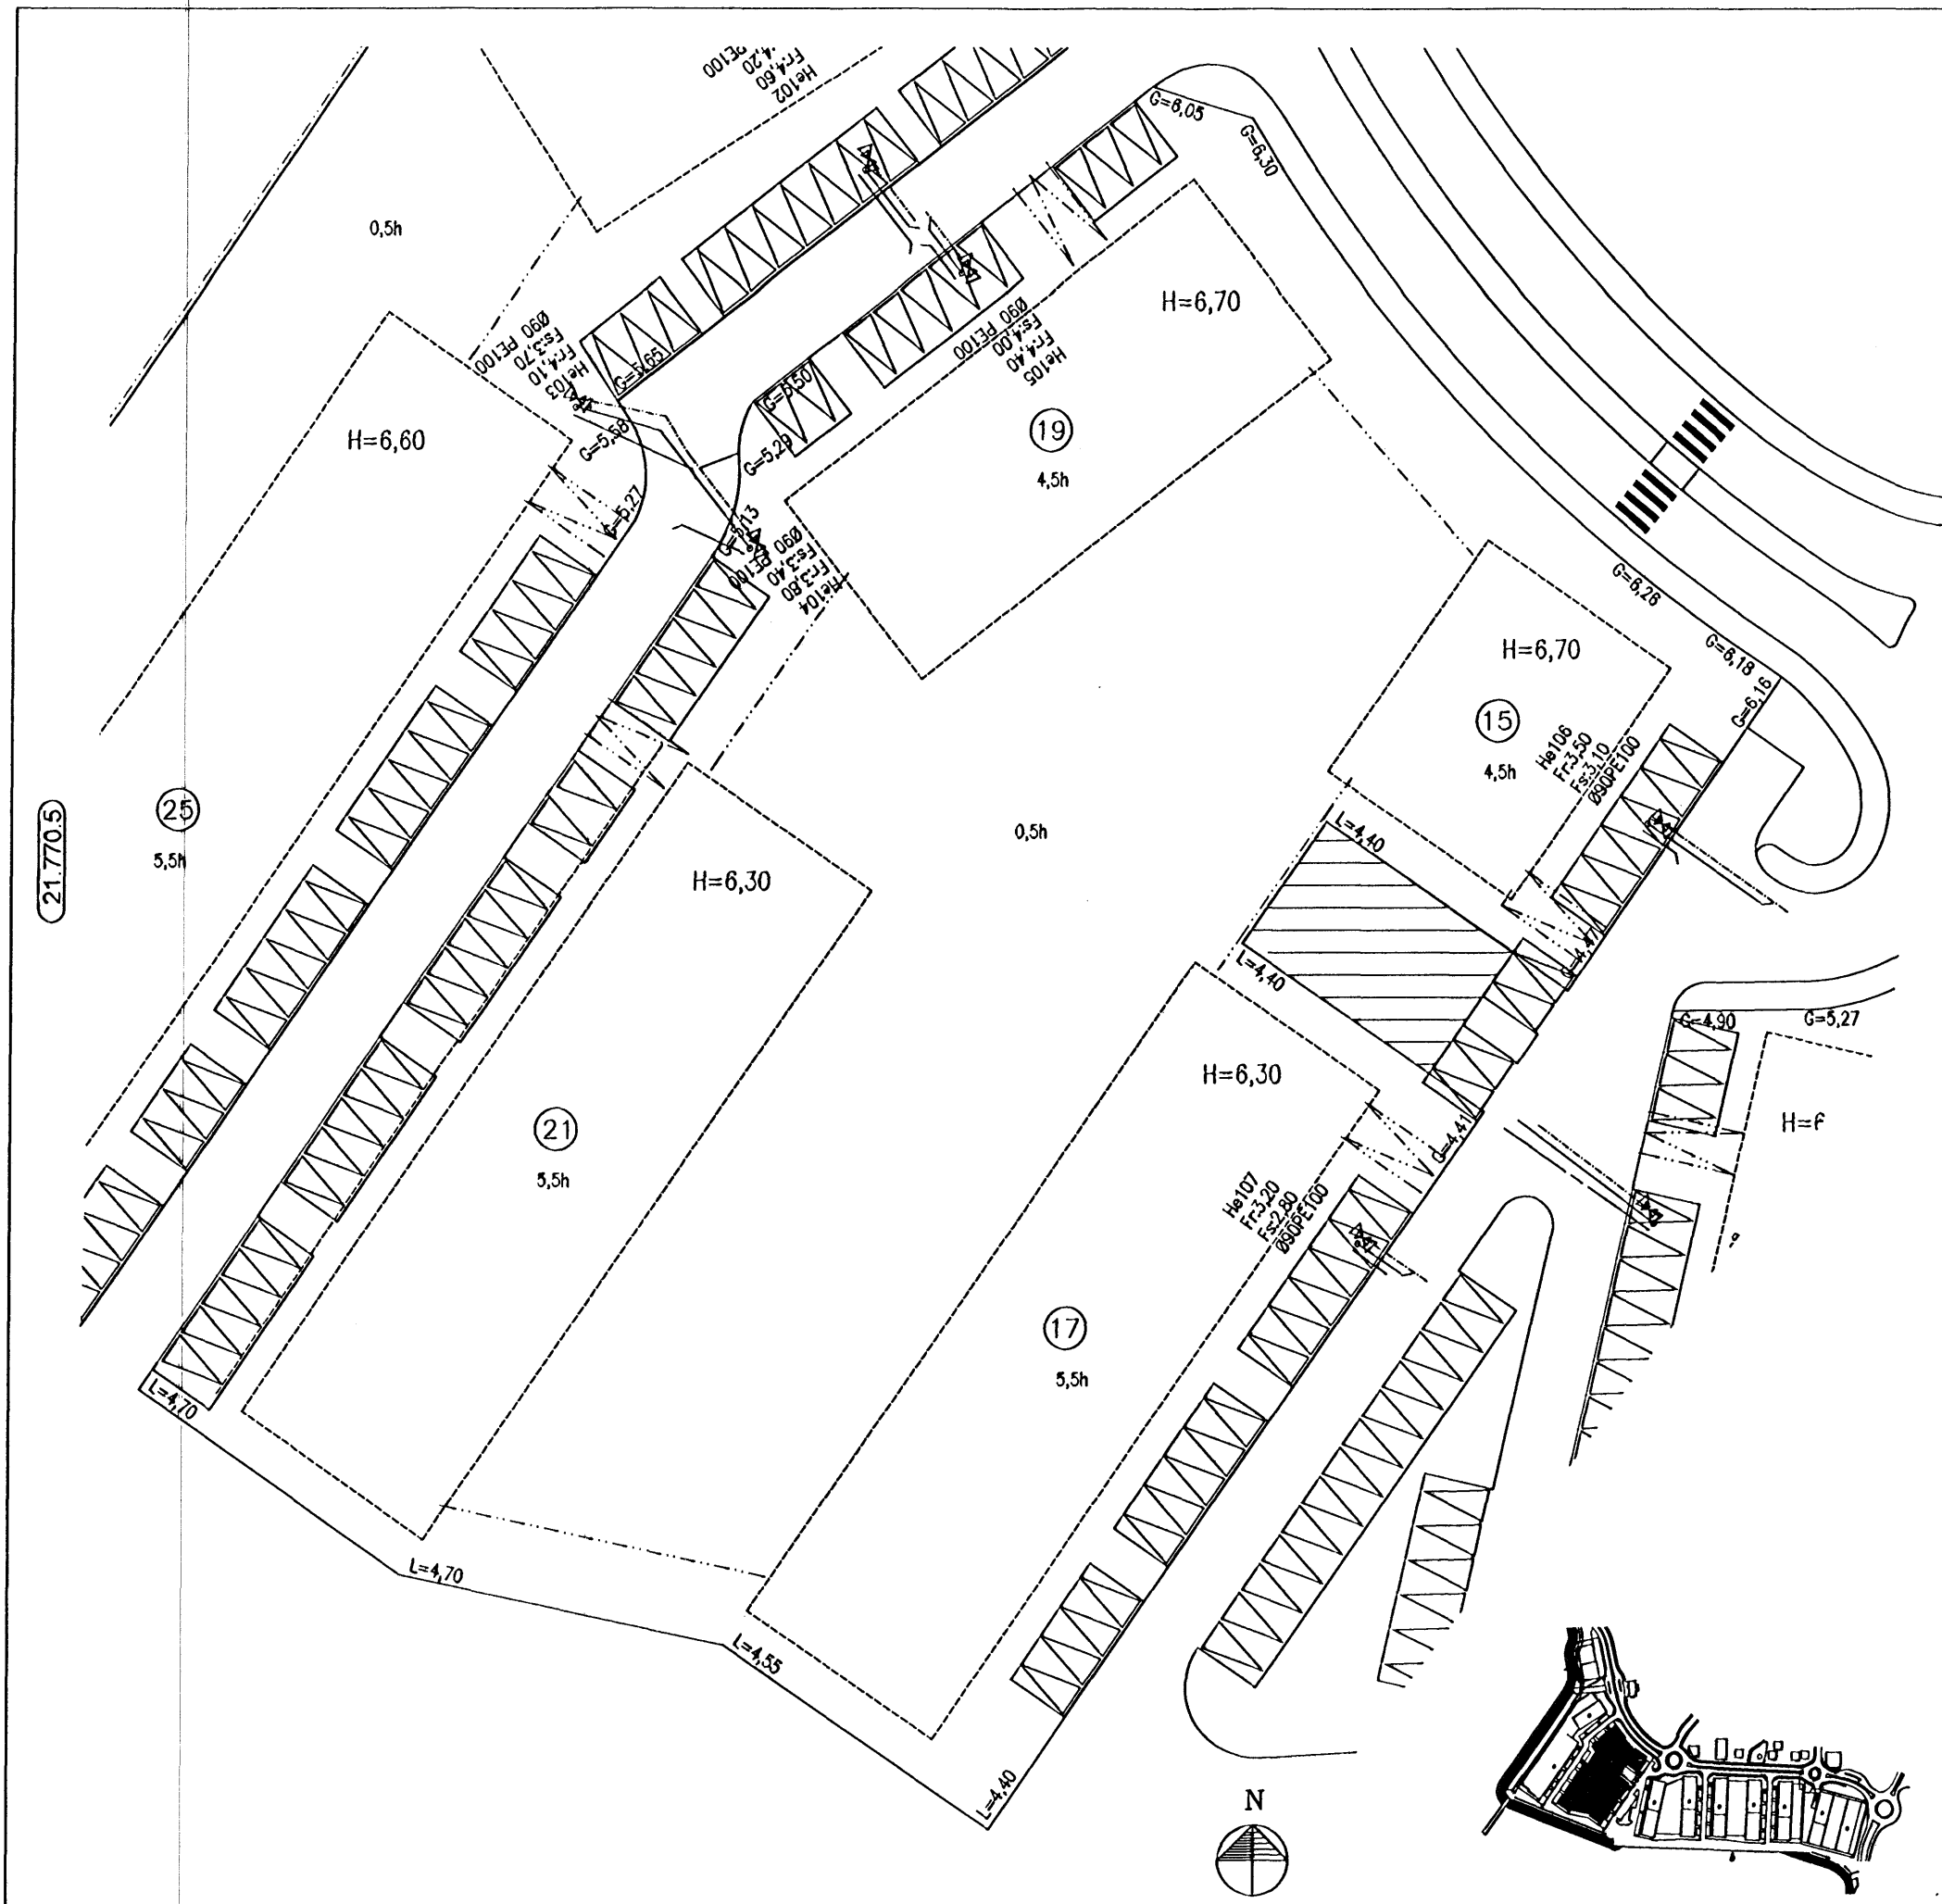 He102
Fr:4,60
4,20
PE100
G=6,05
G=6,30
0,5h
H=6,70
He103
Fr:4,10
Fs:3,70
Ø90 PE100
G=5,65
He105
Fr:4,40
Fs:4,00
Ø90 PE100
H=6,60
G=5,58
G=5,50
19
4,5h
G=5,29
G=5,27
G=5,13
He104
Fr:3,80
Fs:3,40
Ø90 PE100
G=6,26
G=6,18
G=6,16
H=6,70
15
4,5h
He106
Fr:3,50
Fs:3,10
Ø90PE100
21.770.5
25
5,5h
0,5h
L=4,40
H=6,30
L=4,40
G=4,90
G=5,27
H=6,30
21
5,5h
G=4,41
He107
Fr:3,20
Fs:2,80
Ø90PE100
17
5,5h
L=4,70
L=4,70
L=4,55
L=4,40
N